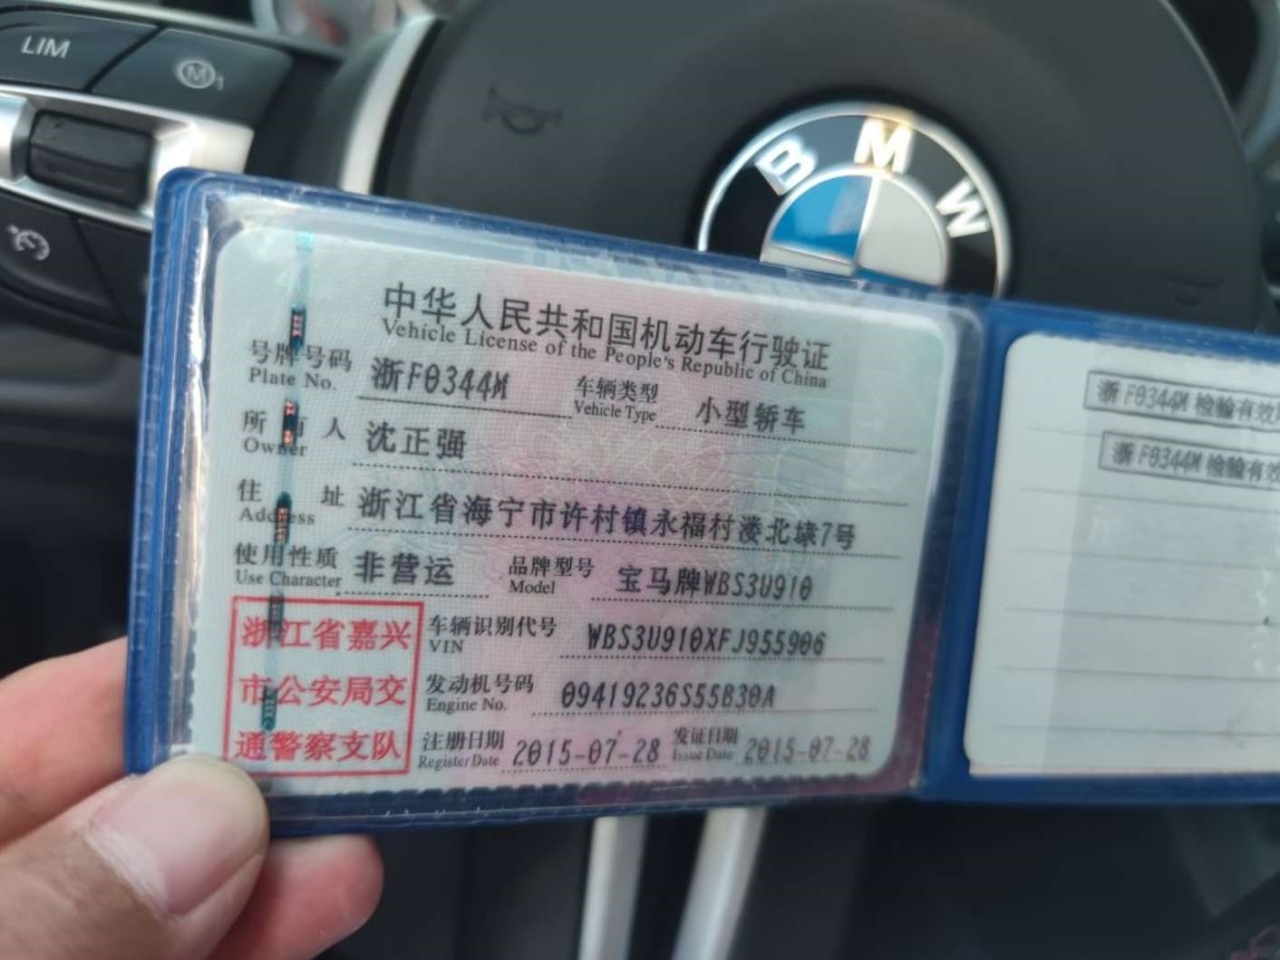 LIM
M1
BMW
中华人民共和国机动车行驶证
Vehicle License of the People's Republic of China
号牌号码 浙F0344M 车辆类型 小型轿车
Plate No. Vehicle Type
所有人 沈正强
Owner
住址 浙江省海宁市许村镇永福村溇北埭7号
Address
使用性质 非营运 品牌型号 宝马牌WBS3U910
Use Character Model
浙江省嘉兴
市公安局交
通警察支队
车辆识别代号 WBS3U910XFJ955906
VIN
发动机号码 09419236S55B30A
Engine No.
注册日期 2015-07-28 发证日期 2015-07-28
Register Date Issue Date
浙F0344M 检验有效
浙F0344M 检验有效